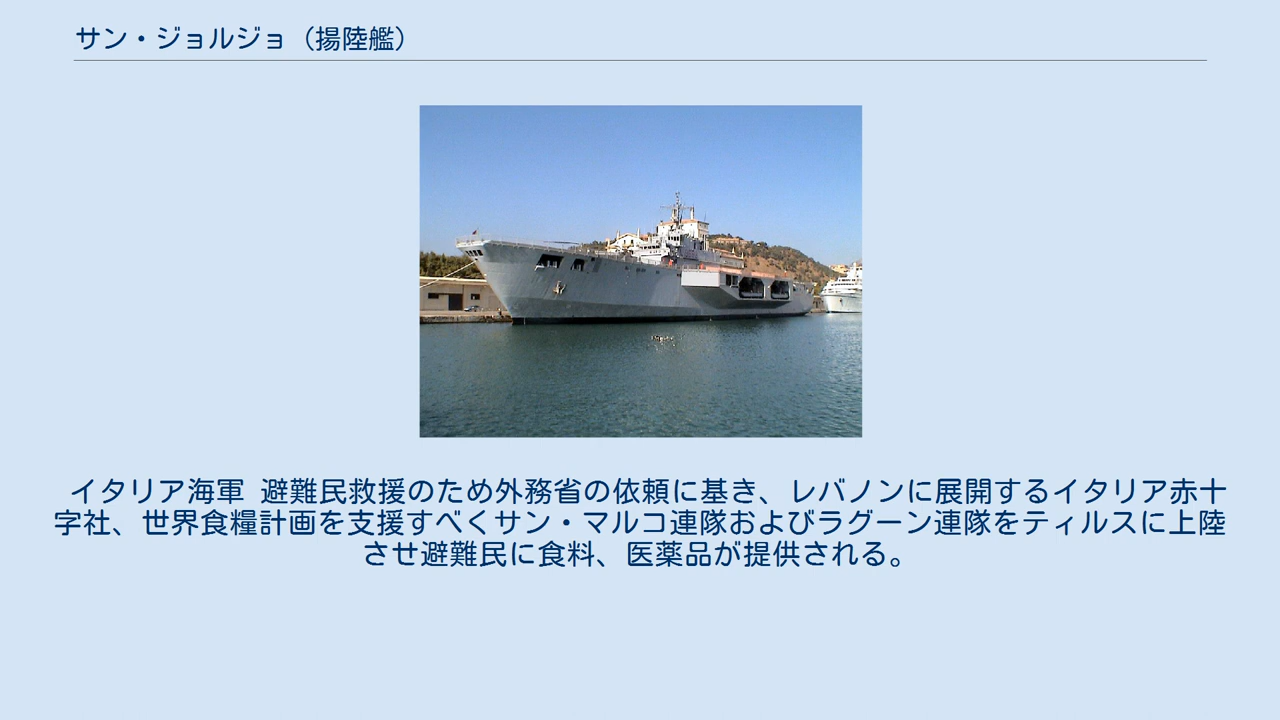 サン・ジョルジョ（揚陸艦）
イタリア海軍 避難民救援のため外務省の依頼に基き、レバノンに展開するイタリア赤十
字社、世界食糧計画を支援すべくサン・マルコ連隊およびラグーン連隊をティルスに上陸
させ避難民に食料、医薬品が提供される。